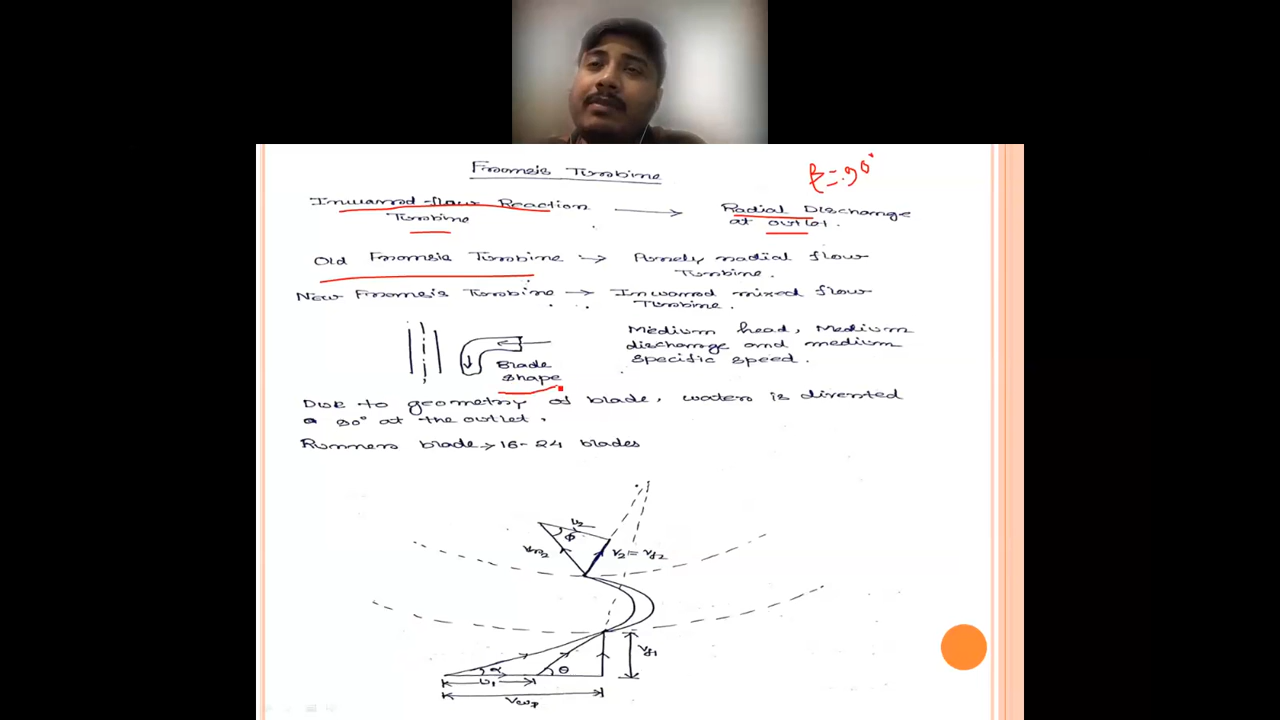 Francis Turbine
β = 90°
Inward flow Reaction Turbine → Radial Discharge at outlet.
Old Francis Turbine → Purely radial flow Turbine.
New Francis Turbine → Inward mixed flow Turbine.
Medium head, Medium
discharge and medium
specific speed.
Blade
shape
Due to geometry of blade, water is diverted
a 90° at the outlet.
Runner blade → 16-24 blades
u2
Φ
Vr2
V2 = Vf2
Vf1
α
θ
u1
Vw1